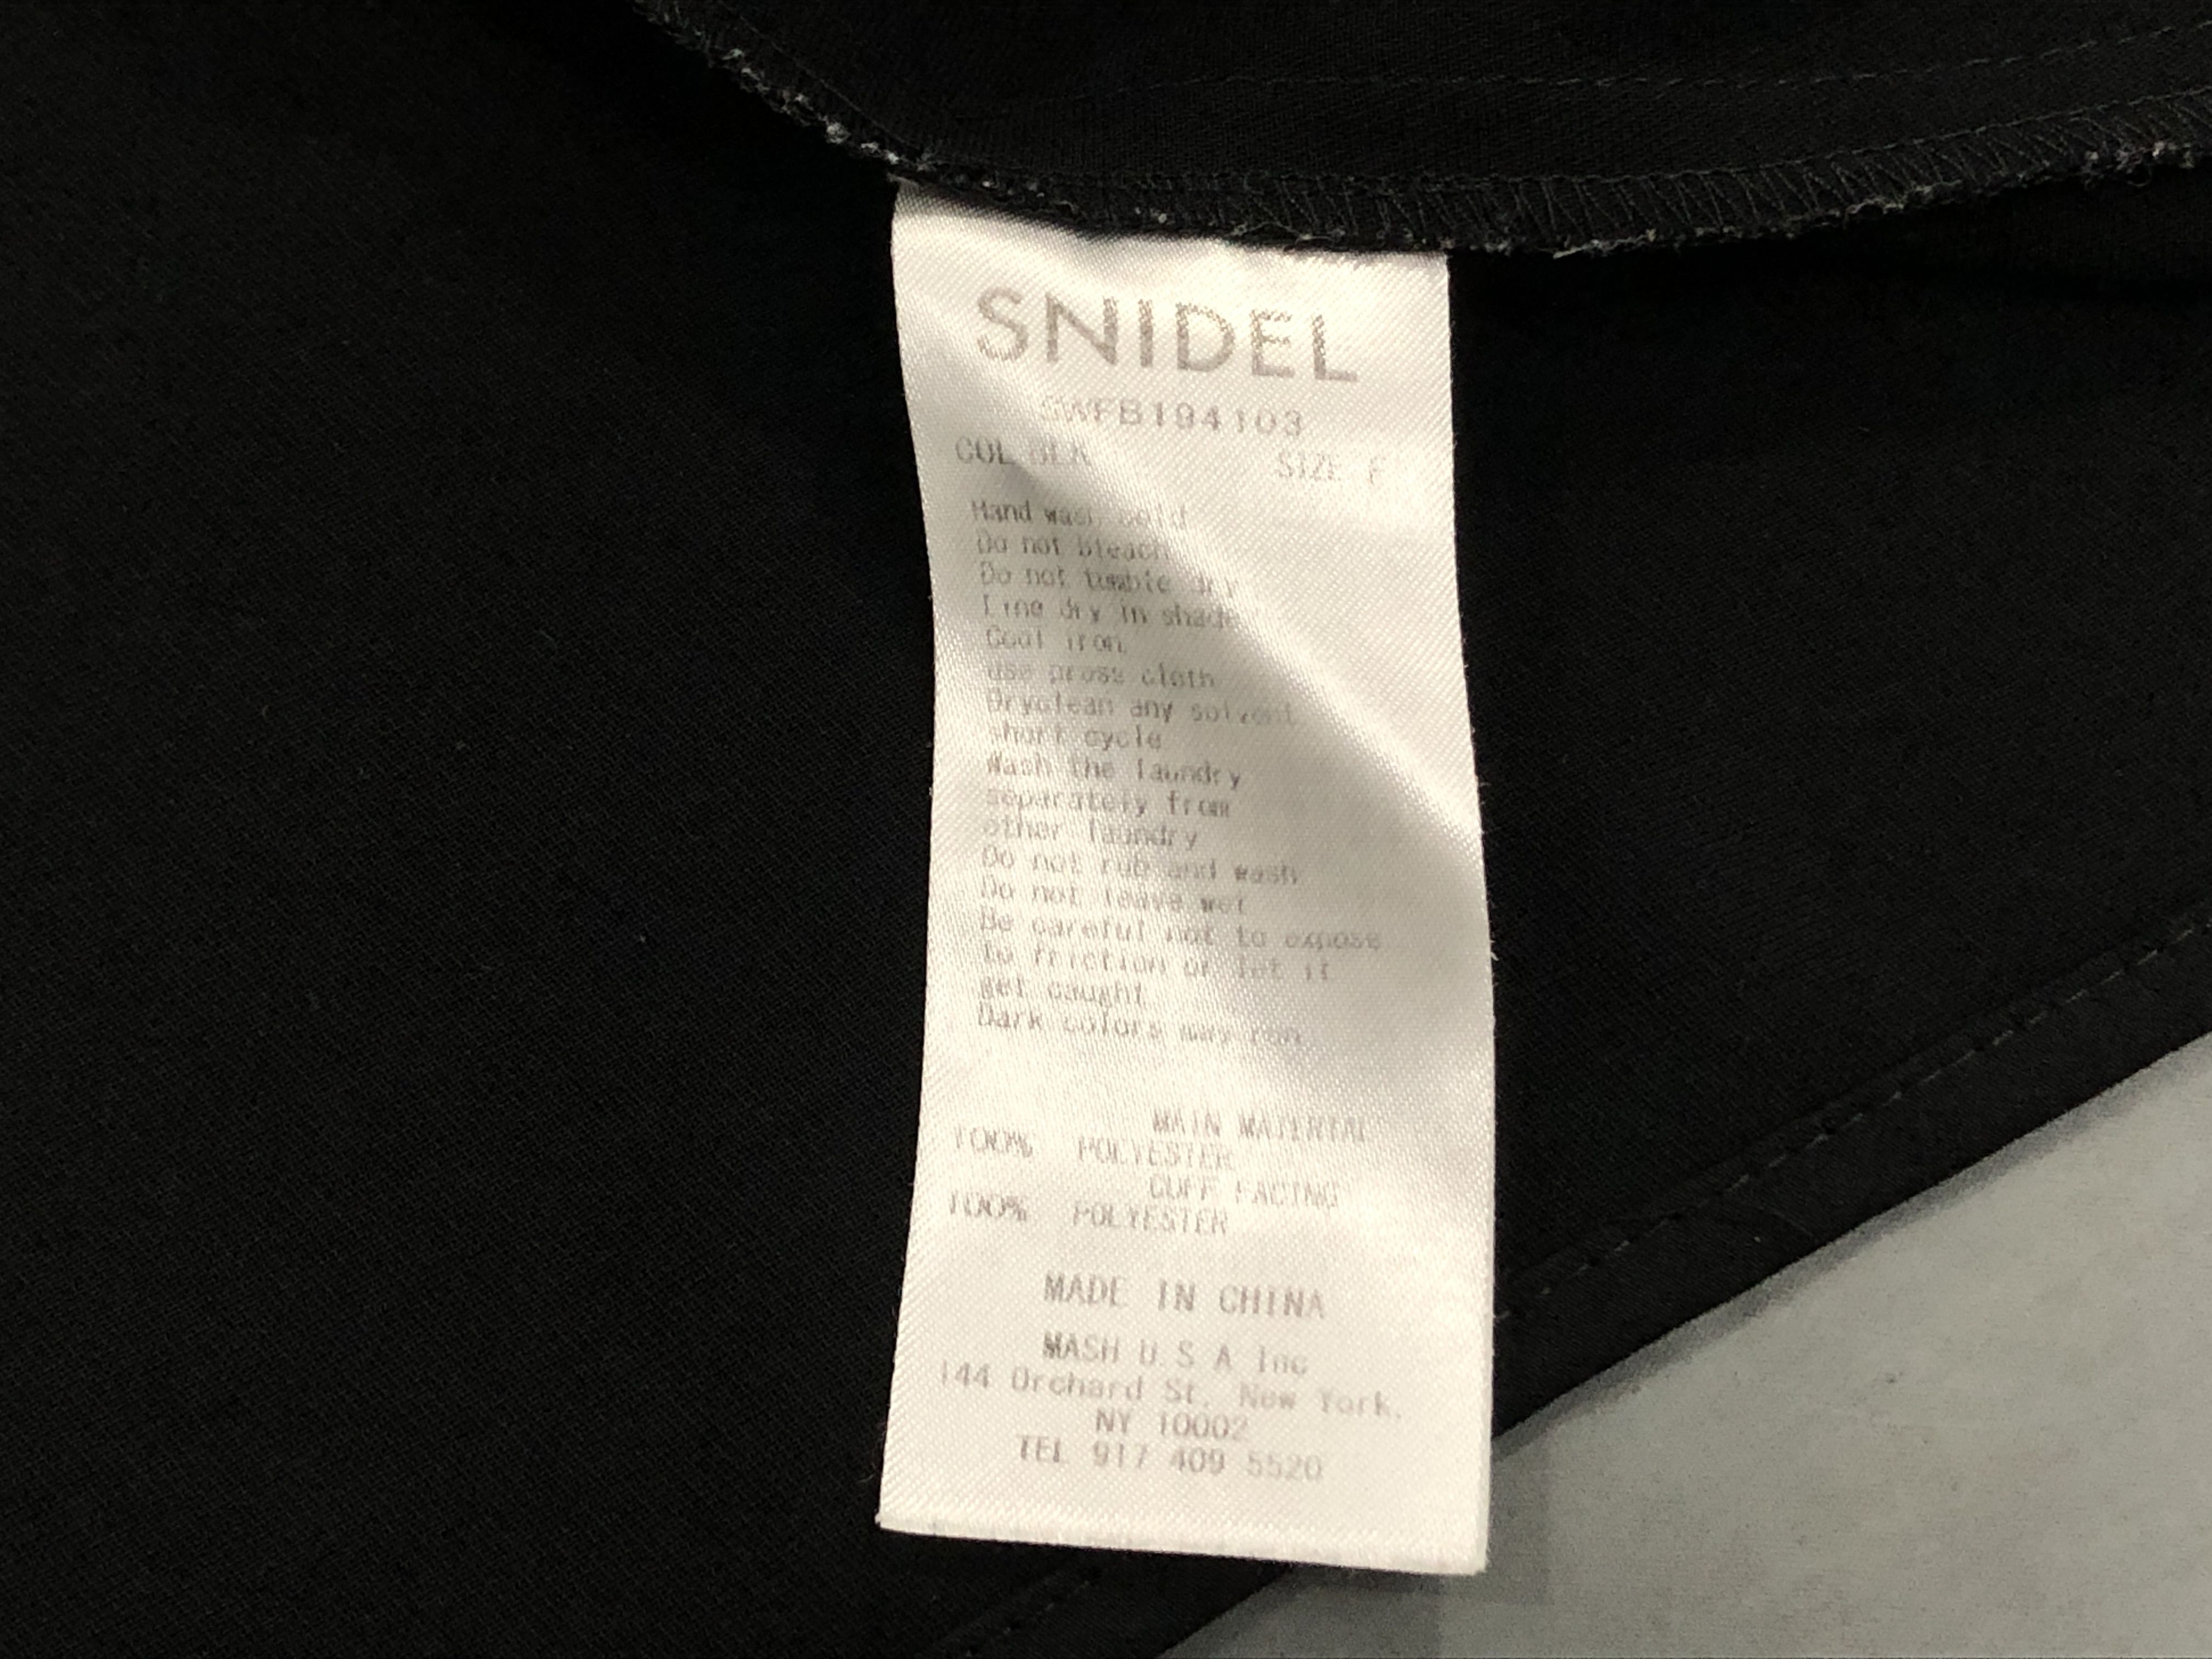 SNIDEL
SWFB194103
COL BLK SIZE F
Hand wash cold
Do not bleach
Do not tumble dry
Line dry in shade
Cool iron
use press cloth
Dryclean any solvent
short cycle
Wash the laundry
separately from
other laundry
Do not rub and wash
Do not leave wet
Be careful not to expose
to friction or let it
get caught
Dark colors may run
MAIN MATERIAL
100% POLYESTER
CUFF FACING
100% POLYESTER
MADE IN CHINA
MASH U.S.A Inc
144 Orchard St, New York,
NY 10002
TEL 917 409 5520